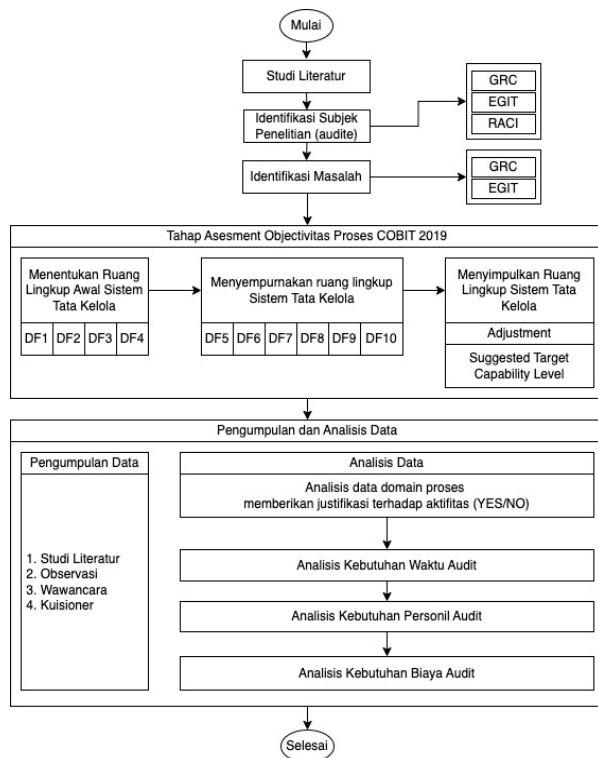 Mulai
Studi Literatur
Identifikasi Subjek
Penelitian (audite)
GRC
EGIT
RACI
Identifikasi Masalah
GRC
EGIT
Tahap Asesment Objectivitas Proses COBIT 2019
Menentukan Ruang
Lingkup Awal Sistem
Tata Kelola
DF1 DF2 DF3 DF4
Menyempurnakan ruang lingkup
Sistem Tata Kelola
DF5 DF6 DF7 DF8 DF9 DF10
Menyimpulkan Ruang
Lingkup Sistem Tata
Kelola
Adjustment
Suggested Target
Capability Level
Pengumpulan dan Analisis Data
Pengumpulan Data
1. Studi Literatur
2. Observasi
3. Wawancara
4. Kuisioner
Analisis Data
Analisis data domain proses
memberikan justifikasi terhadap aktifitas (YES/NO)
Analisis Kebutuhan Waktu Audit
Analisis Kebutuhan Personil Audit
Analisis Kebutuhan Biaya Audit
Selesai